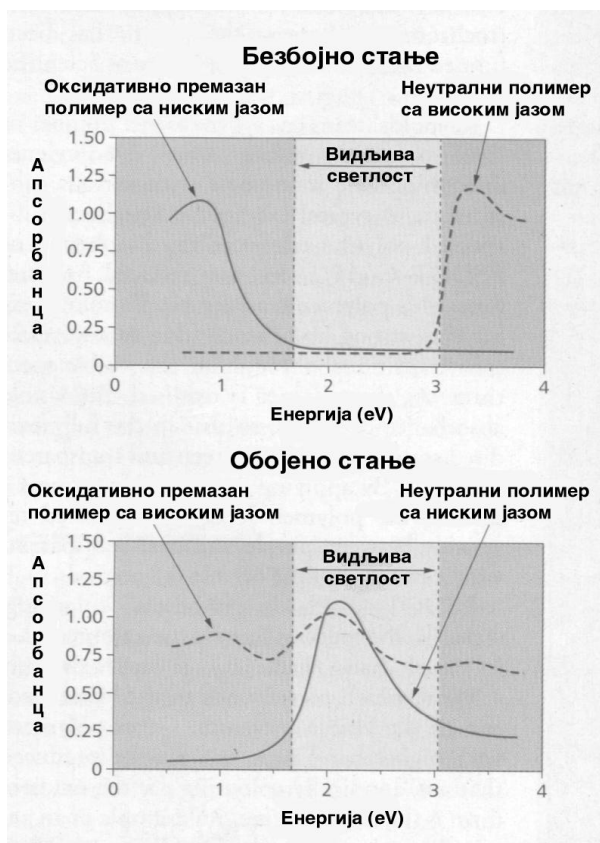 Безбојно стање
Оксидативно премазан
полимер са ниским јазом
Неутрални полимер
са високим јазом
Видљива
светлост
Апсорбанца
1.50
1.25
1.00
0.75
0.50
0.25
0
0
1
2
3
4
Енергија (eV)
Обојено стање
Оксидативно премазан
полимер са високим јазом
Неутрални полимер
са ниским јазом
Видљива
светлост
Апсорбанца
1.50
1.25
1.00
0.75
0.50
0.25
0
0
1
2
3
4
Енергија (eV)